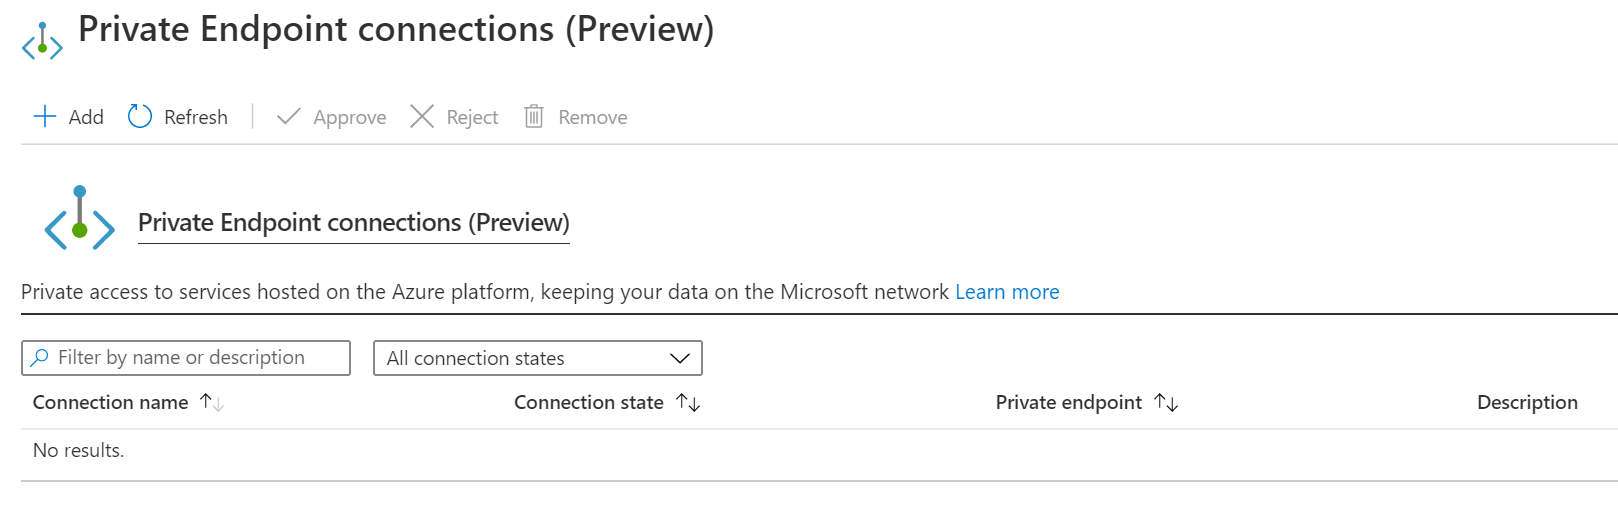 Private Endpoint connections (Preview)
Add Refresh Approve Reject Remove
Private Endpoint connections (Preview)
Private access to services hosted on the Azure platform, keeping your data on the Microsoft network Learn more
Filter by name or description All connection states
Connection name Connection state Private endpoint Description
No results.